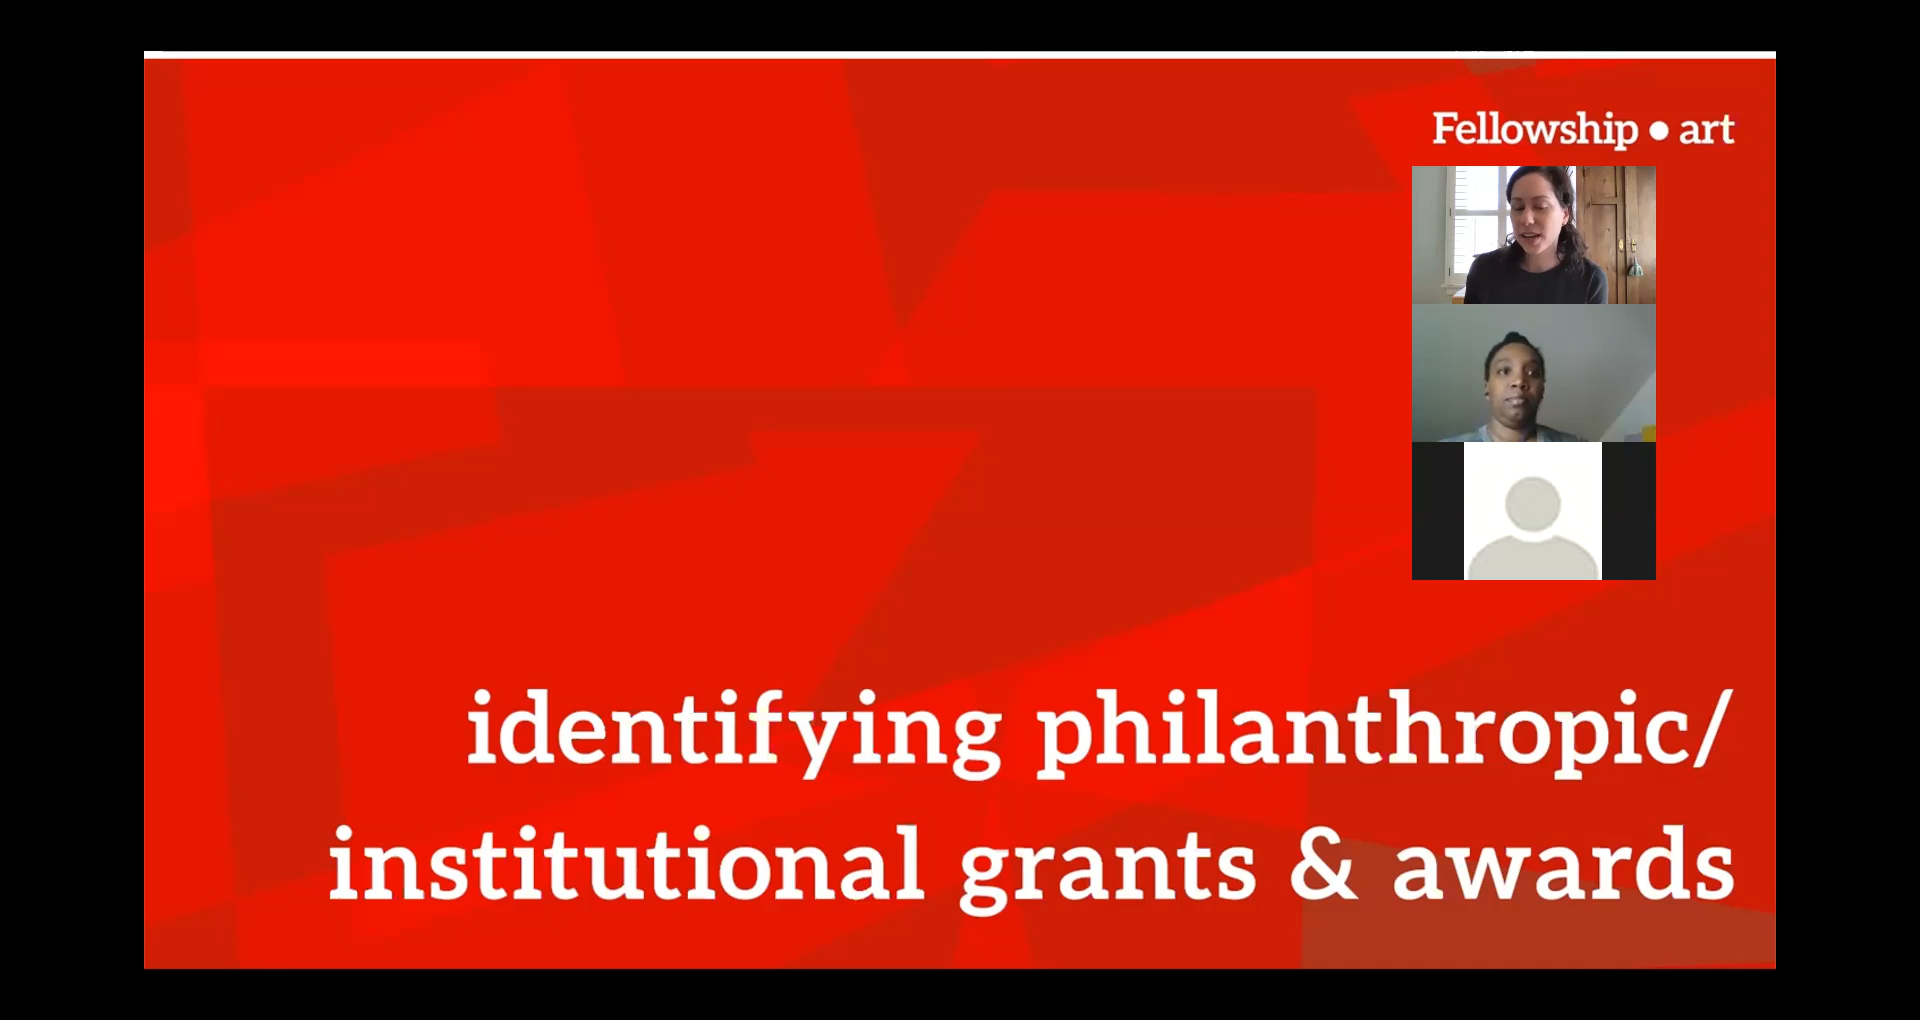 Fellowship ● art
identifying philanthropic/
institutional grants & awards